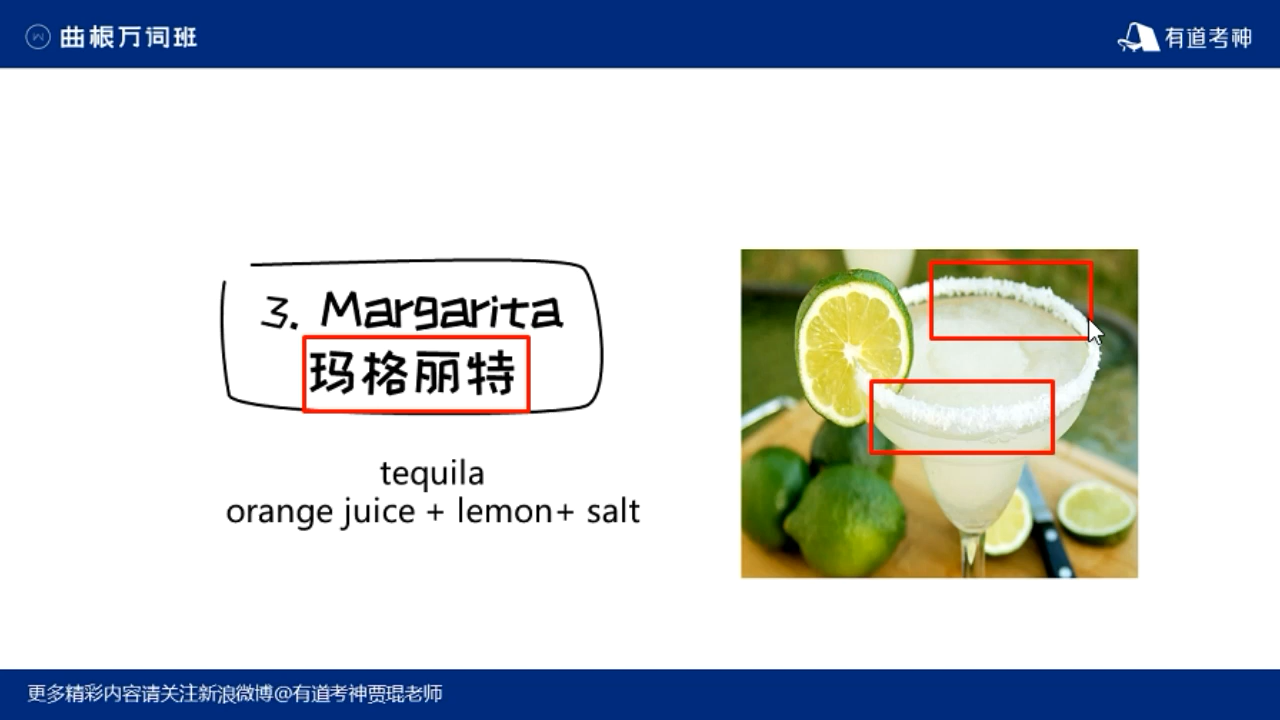 曲根万词班
有道考神
3. Margarita
玛格丽特
tequila
orange juice + lemon+ salt
更多精彩内容请关注新浪微博@有道考神贾琨老师